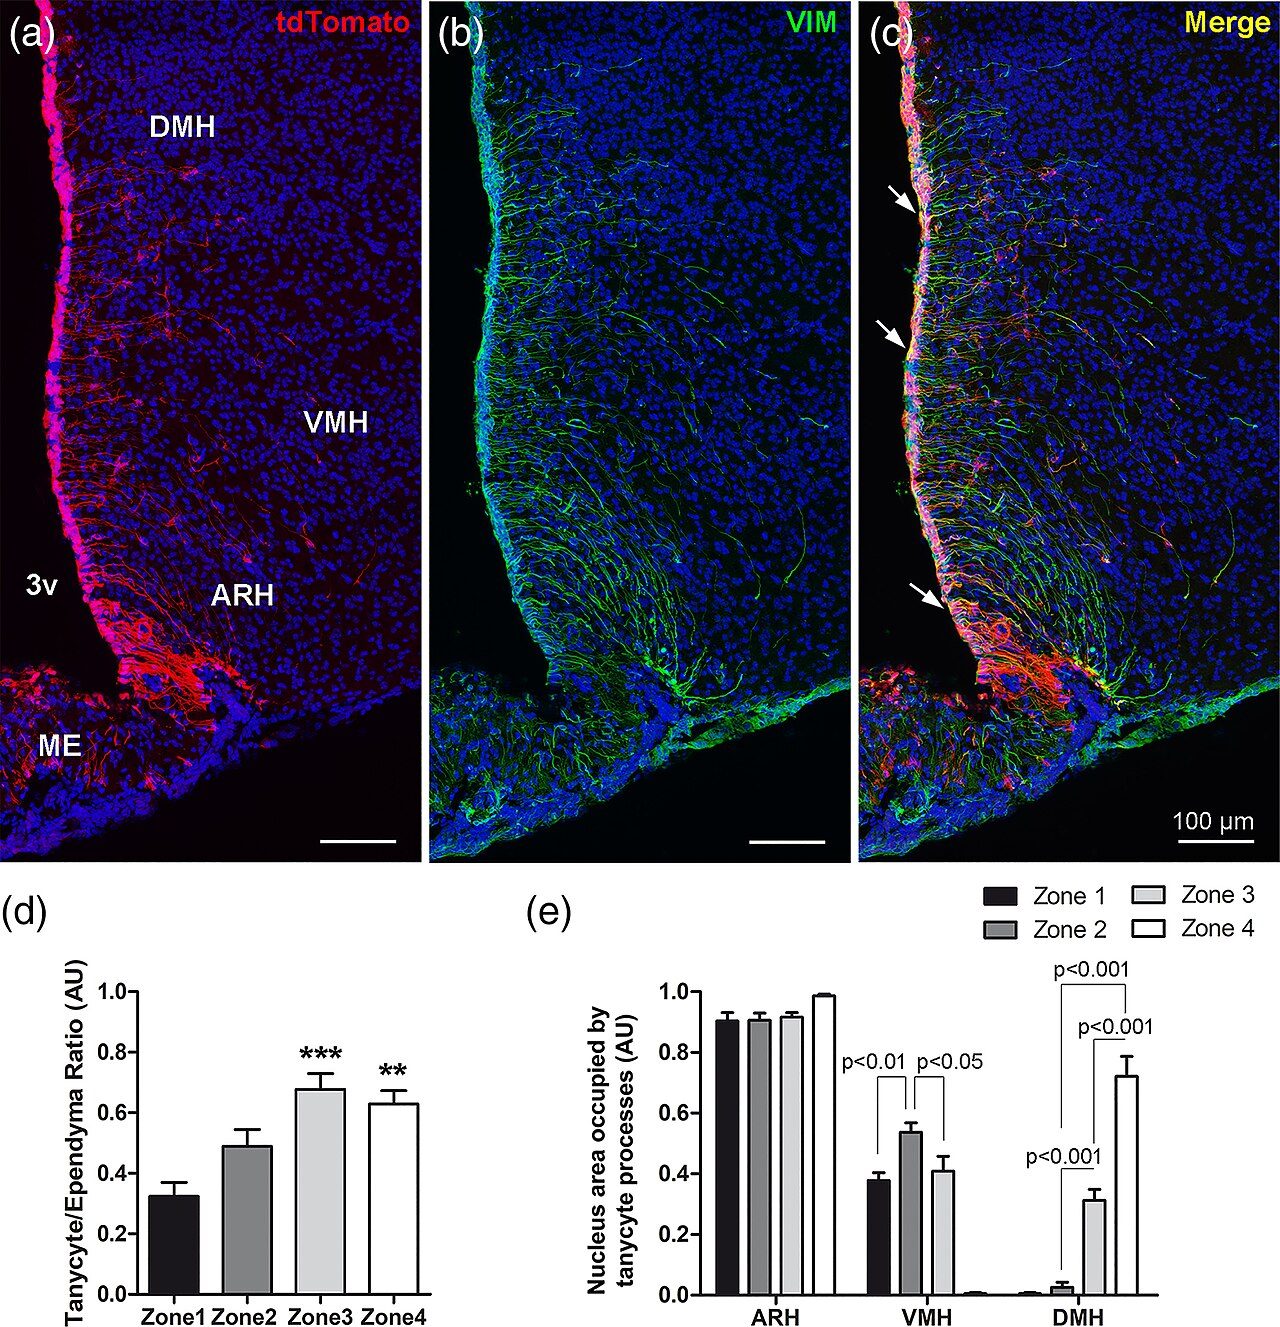 (a)
tdTomato
DMH
VMH
3v
ARH
ME
(b)
VIM
(c)
Merge
100 µm
(d)
Tanycyte/Ependyma Ratio (AU)
1.0
0.8
0.6
0.4
0.2
0.0
***
**
Zone1 Zone2 Zone3 Zone4
(e)
Zone 1
Zone 2
Zone 3
Zone 4
Nucleus area occupied by
tanycyte processes (AU)
1.0
0.8
0.6
0.4
0.2
0.0
p<0.01
p<0.05
p<0.001
p<0.001
p<0.001
ARH
VMH
DMH